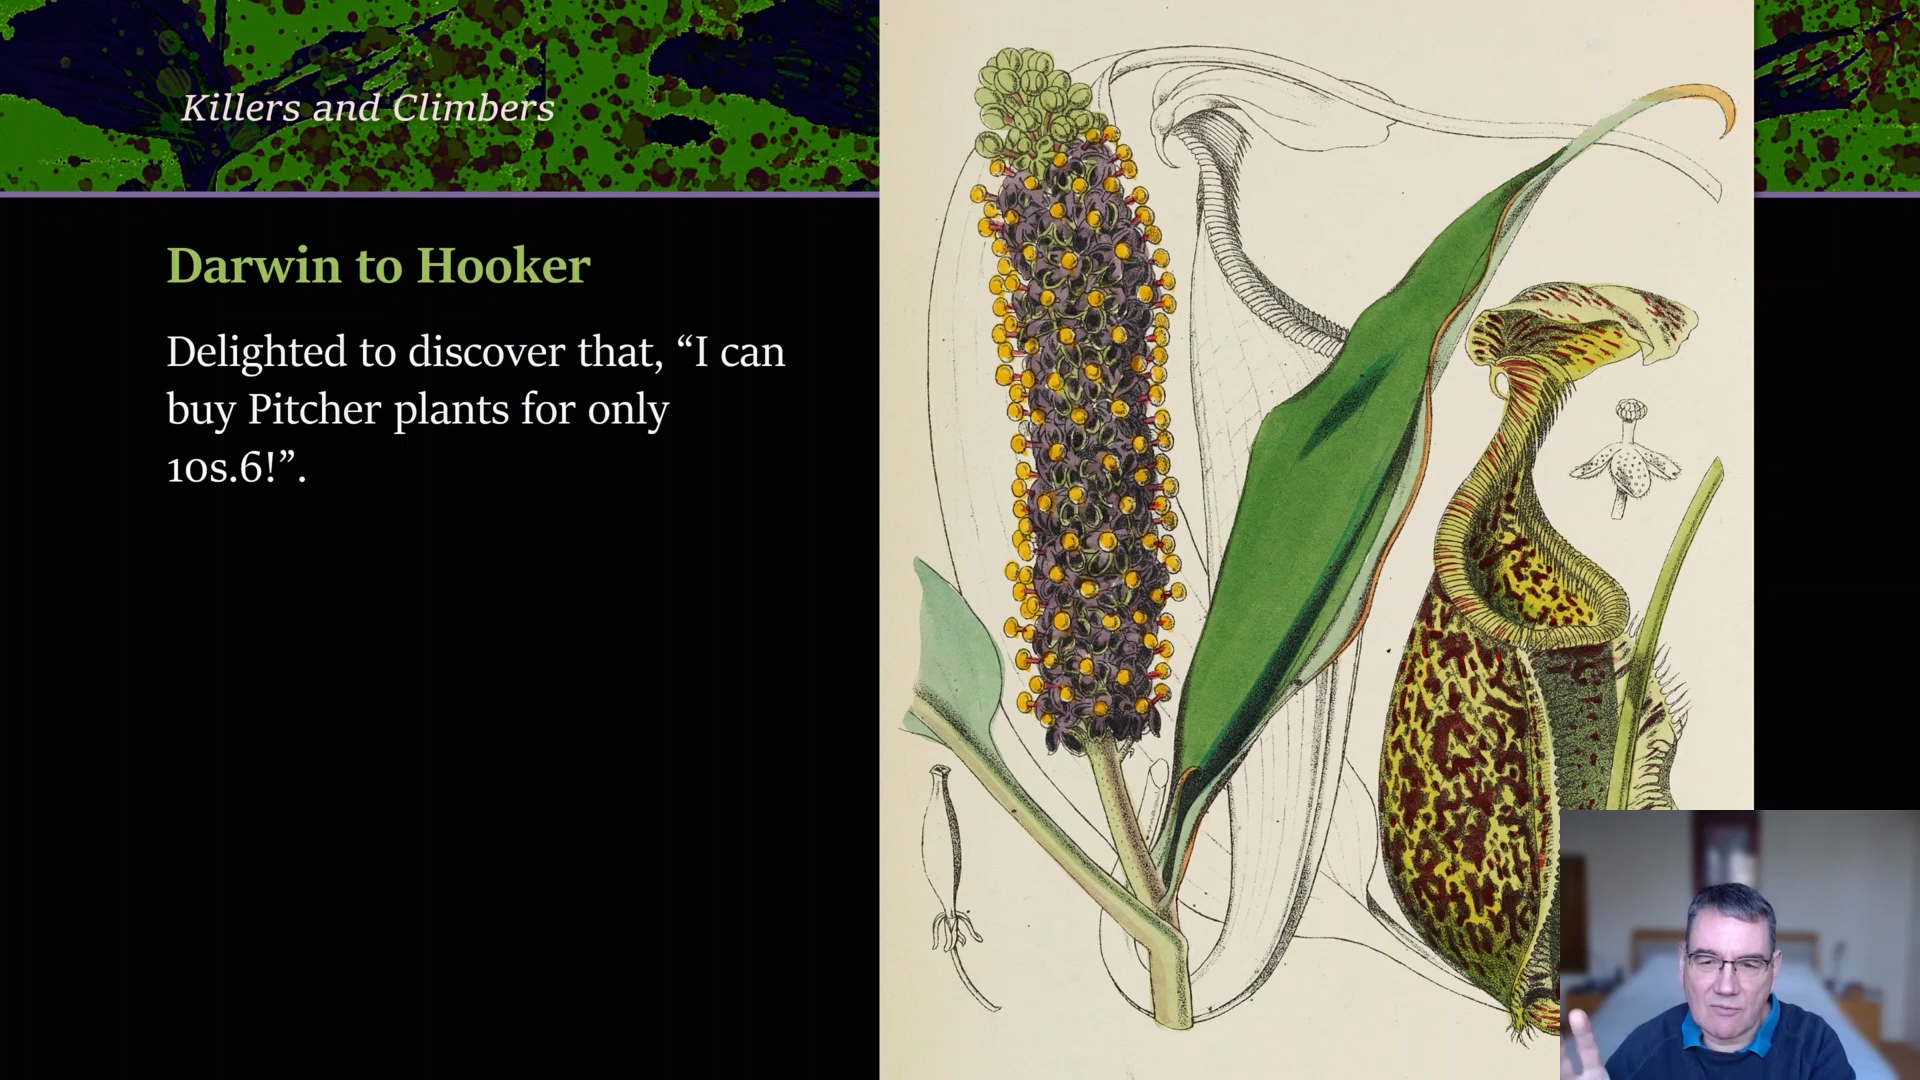 Killers and Climbers
Darwin to Hooker
Delighted to discover that, “I can
buy Pitcher plants for only
10s.6!”.